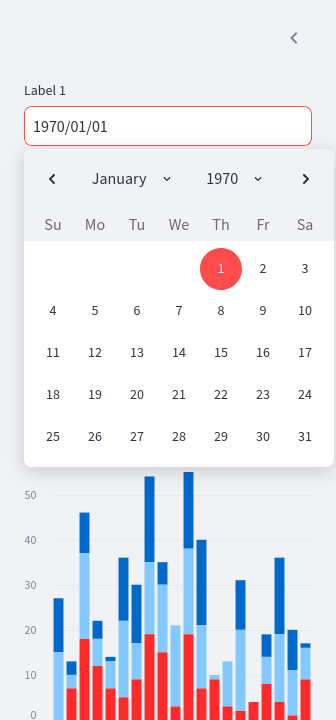 Label 1
1970/01/01
January 1970
Su Mo Tu We Th Fr Sa
1 2 3
4 5 6 7 8 9 10
11 12 13 14 15 16 17
18 19 20 21 22 23 24
25 26 27 28 29 30 31
50
40
30
20
10
0